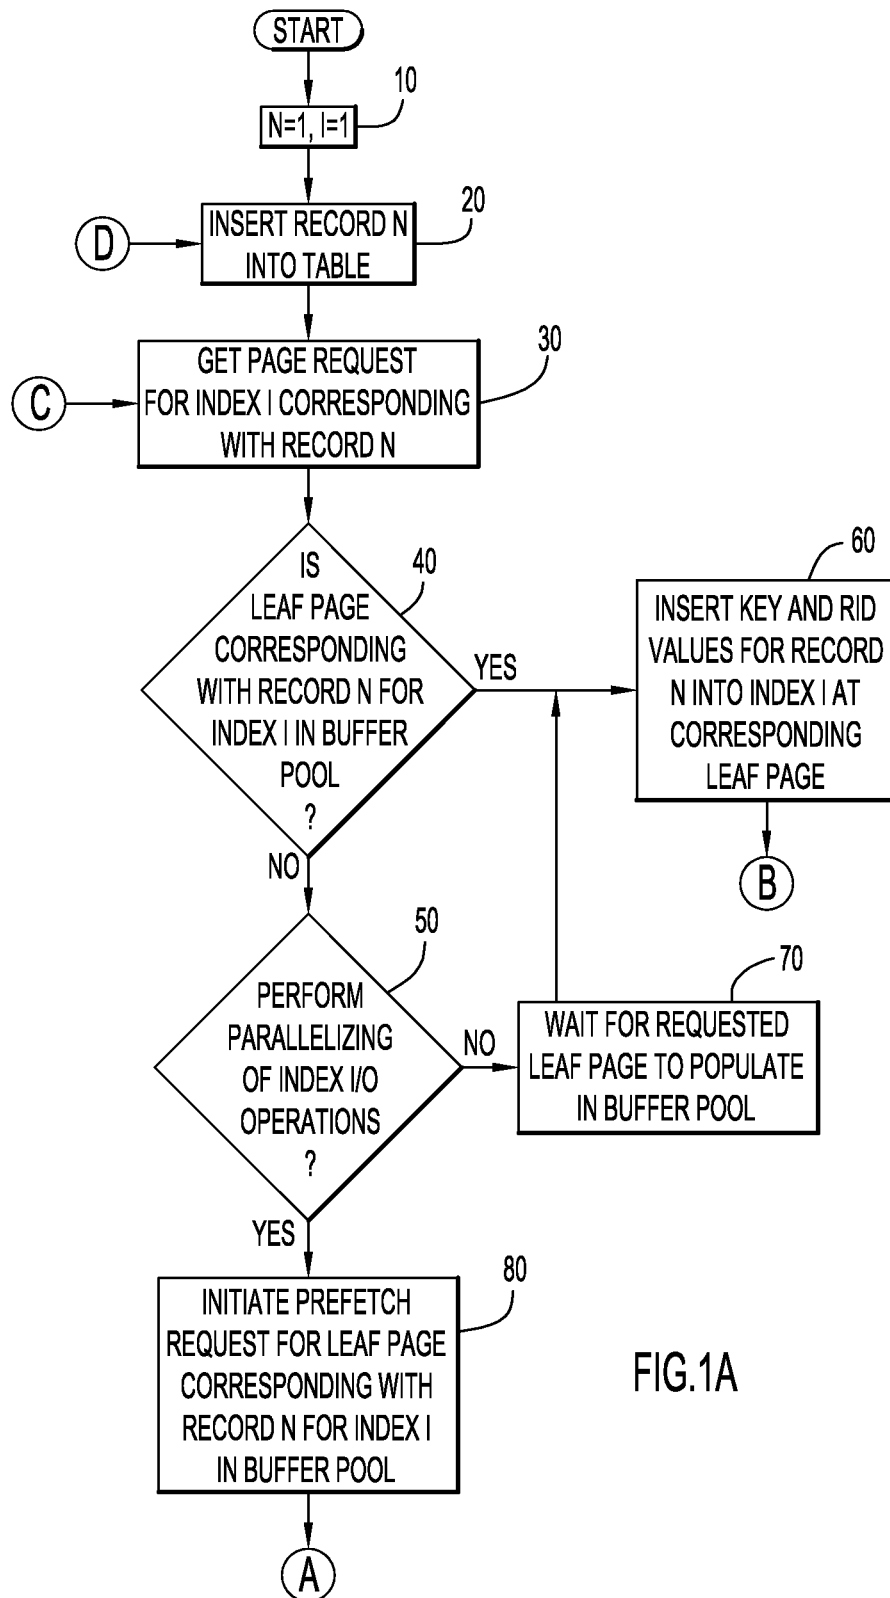 START
10
N=1, I=1
20
INSERT RECORD N
INTO TABLE
D
30
GET PAGE REQUEST
FOR INDEX I CORRESPONDING
WITH RECORD N
C
40
IS
LEAF PAGE
CORRESPONDING
WITH RECORD N FOR
INDEX I IN BUFFER
POOL
?
YES
NO
60
INSERT KEY AND RID
VALUES FOR RECORD
N INTO INDEX I AT
CORRESPONDING
LEAF PAGE
B
50
PERFORM
PARALLELIZING
OF INDEX I/O
OPERATIONS
?
NO
YES
70
WAIT FOR REQUESTED
LEAF PAGE TO POPULATE
IN BUFFER POOL
80
INITIATE PREFETCH
REQUEST FOR LEAF PAGE
CORRESPONDING WITH
RECORD N FOR INDEX I
IN BUFFER POOL
A
FIG.1A